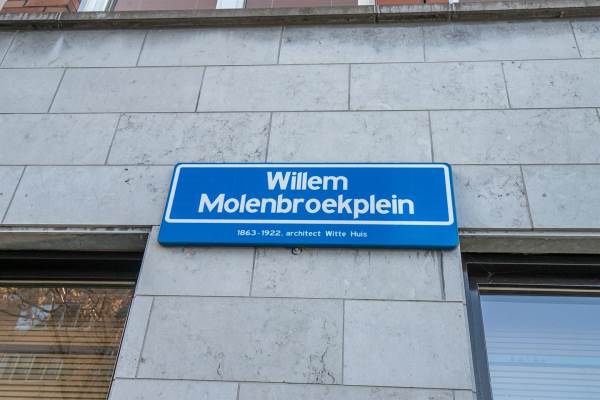 Willem
Molenbroekplein
1863-1922, architect Witte Huis